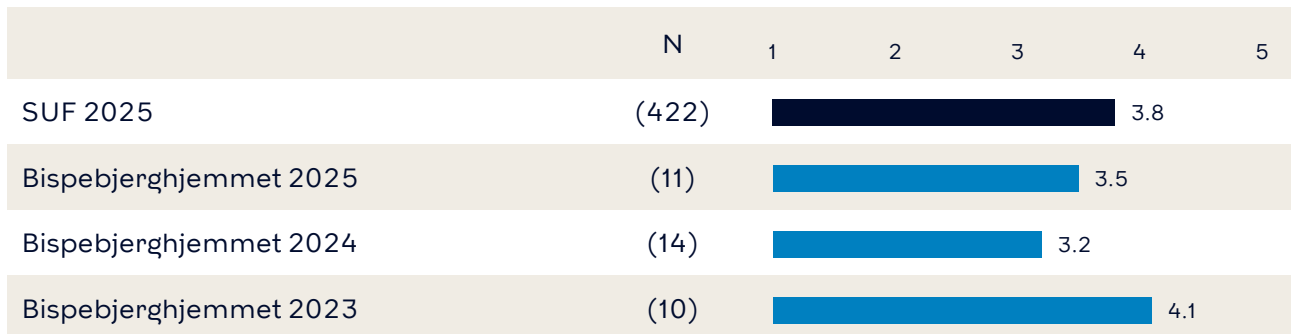 N 1 2 3 4 5
SUF 2025 (422) 3.8
Bispebjerghjemmet 2025 (11) 3.5
Bispebjerghjemmet 2024 (14) 3.2
Bispebjerghjemmet 2023 (10) 4.1